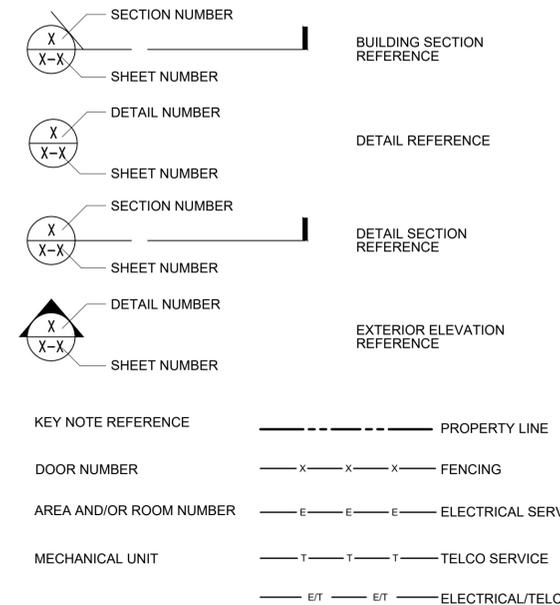 SECTION NUMBER
X
X-X
SHEET NUMBER
BUILDING SECTION
REFERENCE
DETAIL NUMBER
X
X-X
SHEET NUMBER
DETAIL REFERENCE
SECTION NUMBER
X
X-X
SHEET NUMBER
DETAIL SECTION
REFERENCE
DETAIL NUMBER
X
X-X
SHEET NUMBER
EXTERIOR ELEVATION
REFERENCE
KEY NOTE REFERENCE
PROPERTY LINE
DOOR NUMBER
X X X FENCING
AREA AND/OR ROOM NUMBER
E E E ELECTRICAL SERV
MECHANICAL UNIT
T T T TELCO SERVICE
E/T E/T ELECTRICAL/TELC